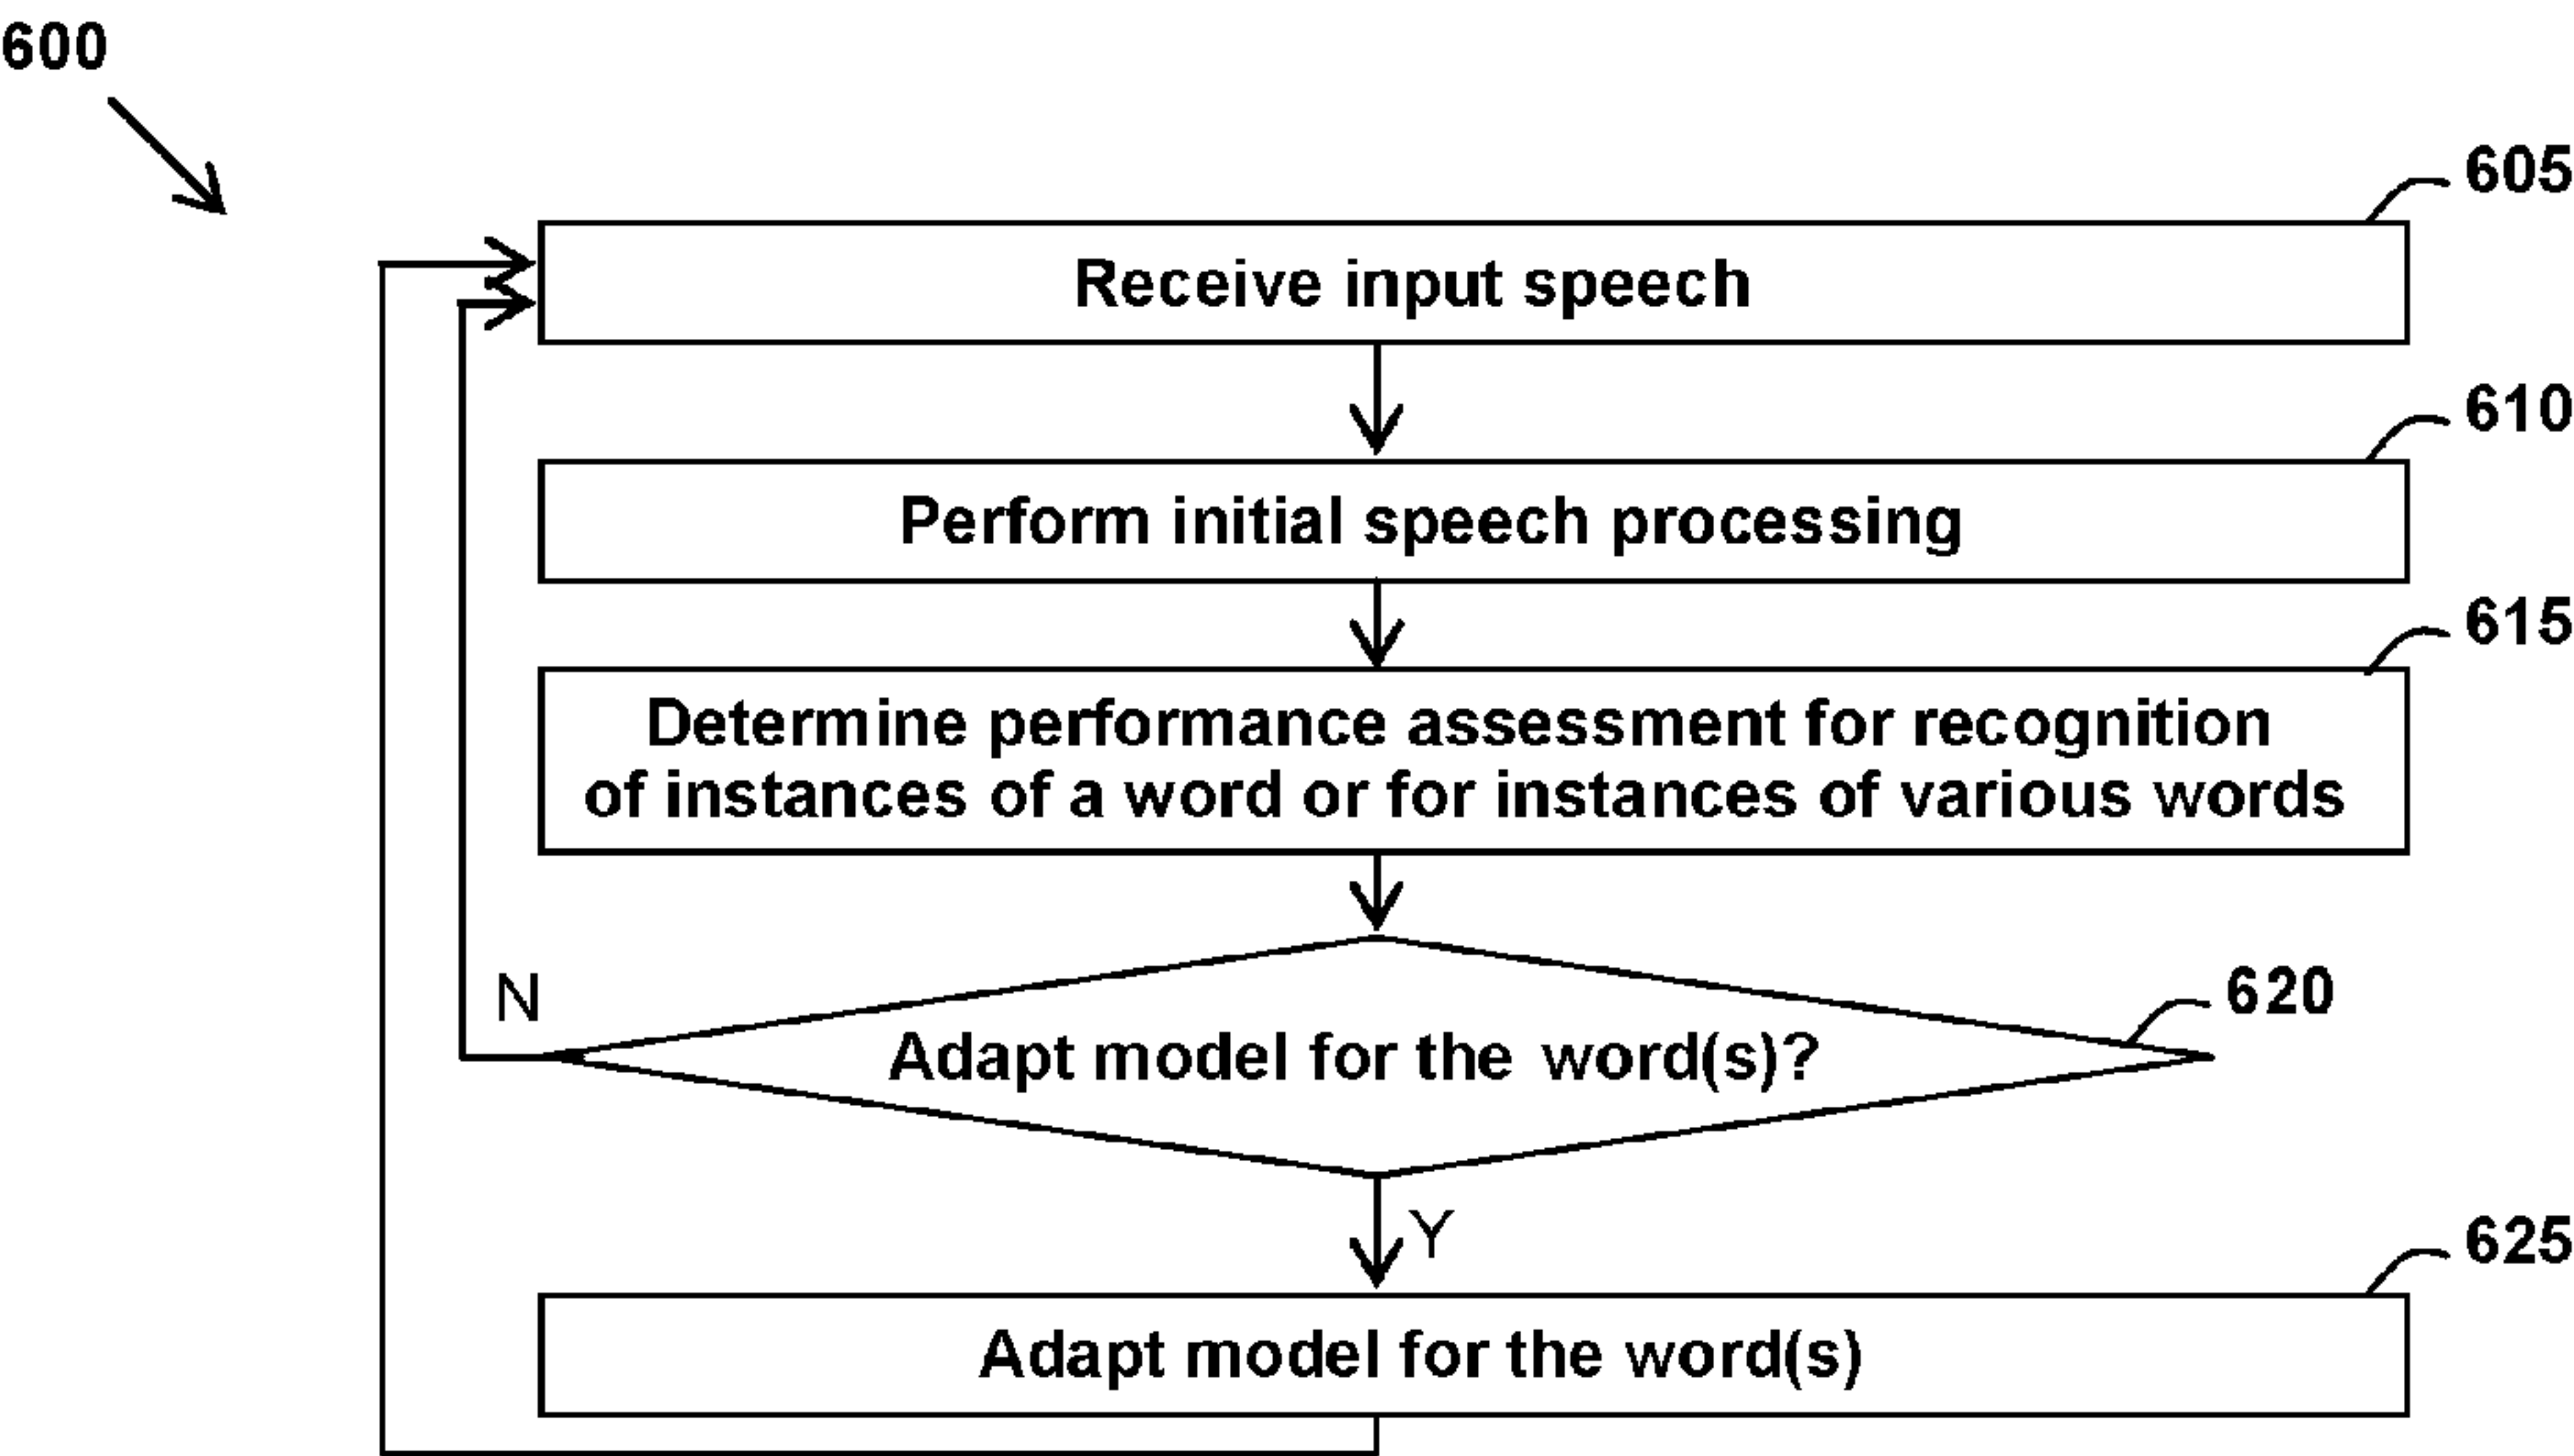 600
605
Receive input speech
610
Perform initial speech processing
615
Determine performance assessment for recognition
of instances of a word or for instances of various words
N
620
Adapt model for the word(s)?
Y
625
Adapt model for the word(s)